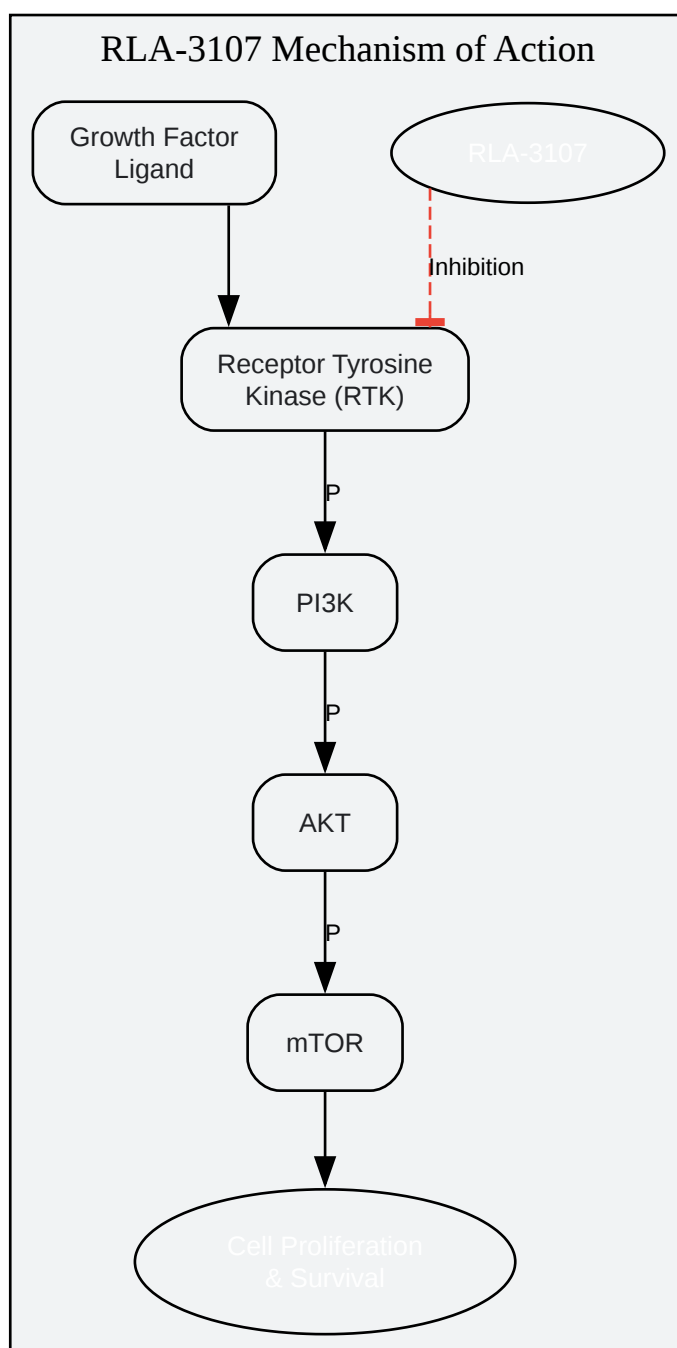 RLA-3107 Mechanism of Action
Growth Factor
Ligand
RLA-3107
Inhibition
Receptor Tyrosine
Kinase (RTK)
P
PI3K
P
AKT
P
mTOR
Cell Proliferation
& Survival